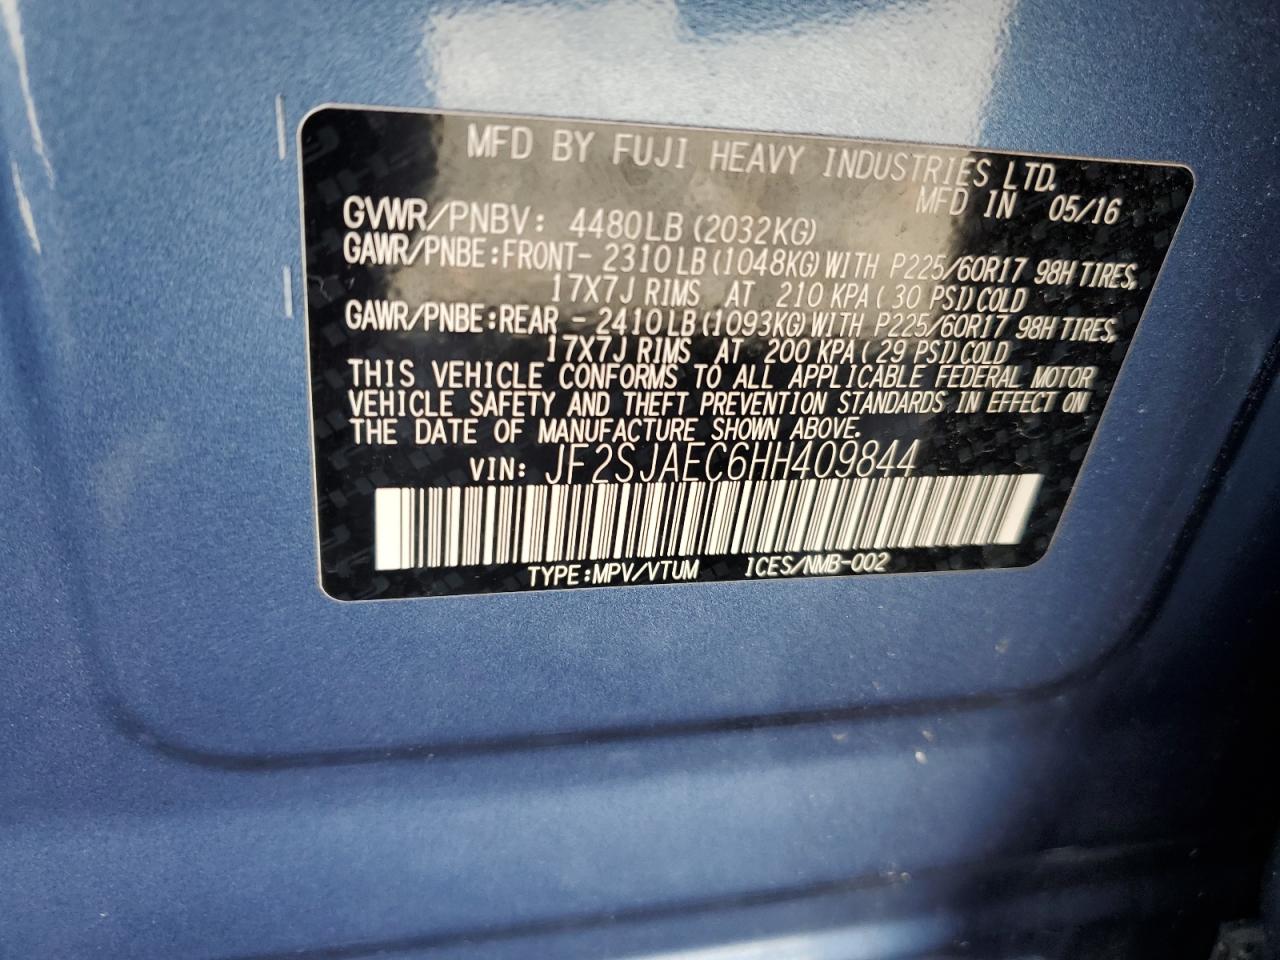 MFD BY FUJI HEAVY INDUSTRIES LTD.
MFD IN 05/16
GVWR/PNBV: 4480LB (2032KG)
GAWR/PNBE:FRONT- 2310LB (1048KG) WITH P225/60R17 98H TIRES,
17X7J RIMS AT 210 KPA ( 30 PSI) COLD
GAWR/PNBE:REAR - 2410LB (1093KG) WITH P225/60R17 98H TIRES,
17X7J RIMS AT 200 KPA ( 29 PSI) COLD
THIS VEHICLE CONFORMS TO ALL APPLICABLE FEDERAL MOTOR
VEHICLE SAFETY AND THEFT PREVENTION STANDARDS IN EFFECT ON
THE DATE OF MANUFACTURE SHOWN ABOVE.
VIN: JF2SJAEC6HH409844
TYPE:MPV/VTUM ICES/NMB-002